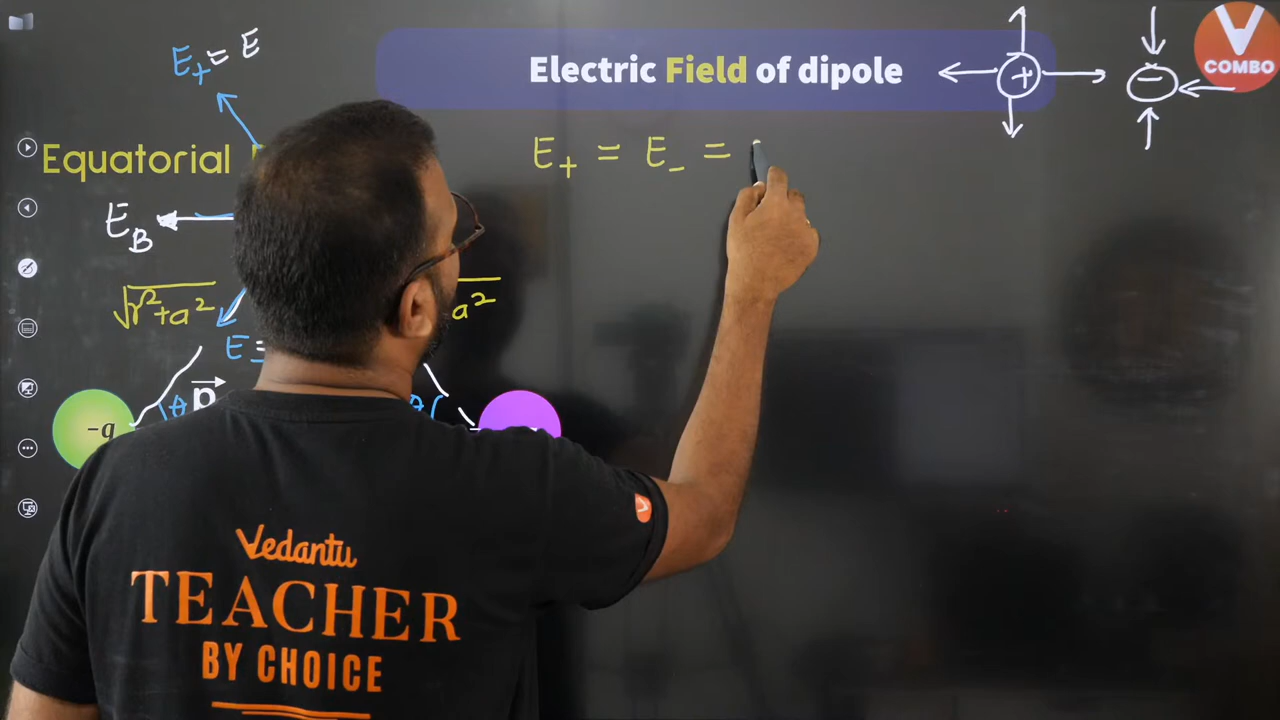 E₊ = E
Electric Field of dipole
+
−
COMBO
Equatorial
E₊ = E₋ =
E_B
√r²+a²
a²
E₋
p⃗
θ
θ
-q
Vedantu
TEACHER
BY CHOICE